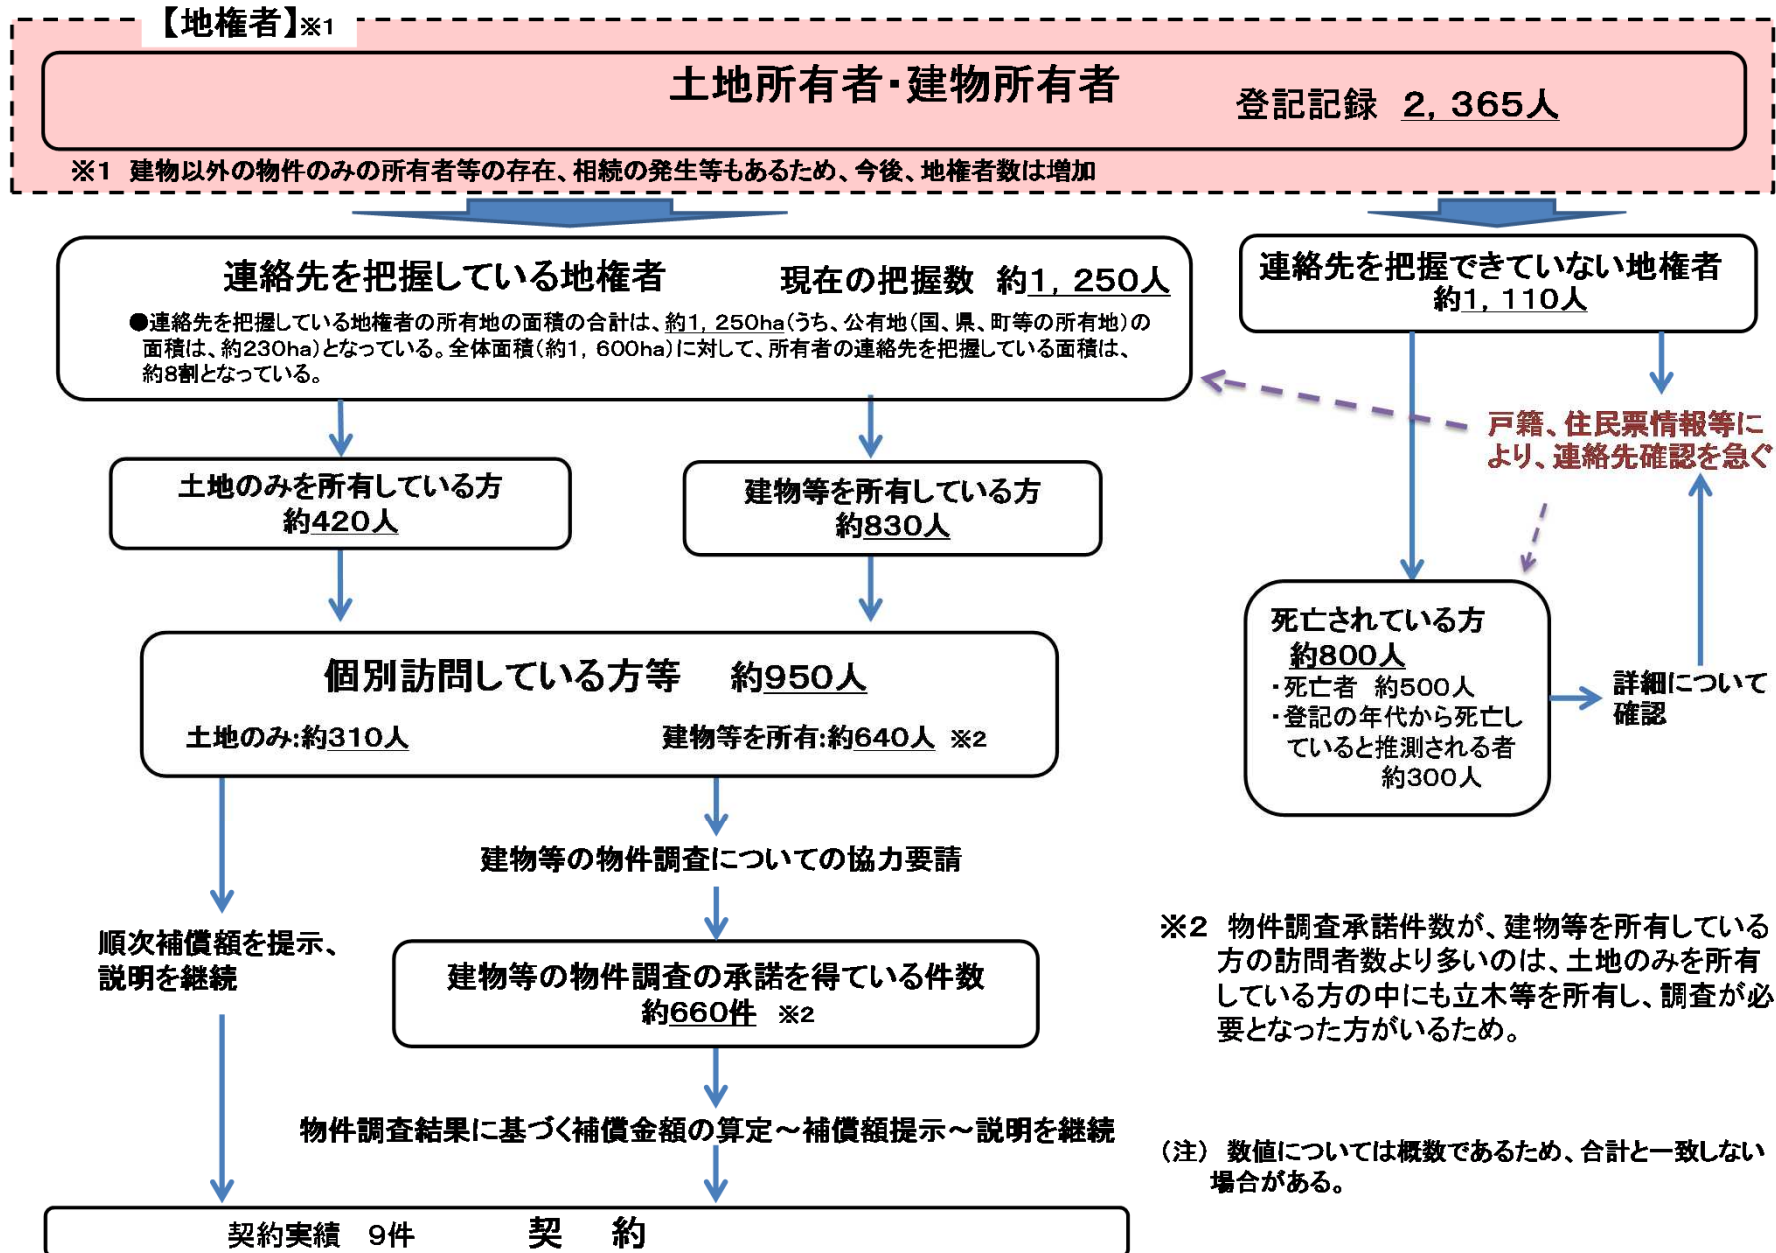 【地権者】※1
土地所有者・建物所有者 登記記録 2，365人
※1 建物以外の物件のみの所有者等の存在、相続の発生等もあるため、今後、地権者数は増加
連絡先を把握している地権者 現在の把握数 約1，250人
●連絡先を把握している地権者の所有地の面積の合計は、約1，250ha（うち、公有地（国、県、町等の所有地）の
面積は、約230ha）となっている。全体面積（約1，600ha）に対して、所有者の連絡先を把握している面積は、
約8割となっている。
連絡先を把握できていない地権者
約1，110人
戸籍、住民票情報等に
より、連絡先確認を急ぐ
土地のみを所有している方
約420人
建物等を所有している方
約830人
個別訪問している方等 約950人
土地のみ:約310人 建物等を所有:約640人 ※2
死亡されている方
約800人
・死亡者 約500人
・登記の年代から死亡し
ていると推測される者
約300人
詳細について
確認
建物等の物件調査についての協力要請
順次補償額を提示、
説明を継続
建物等の物件調査の承諾を得ている件数
約660件 ※2
※2 物件調査承諾件数が、建物等を所有している
方の訪問者数より多いのは、土地のみを所有
している方の中にも立木等を所有し、調査が必
要となった方がいるため。
物件調査結果に基づく補償金額の算定～補償額提示～説明を継続
（注） 数値については概数であるため、合計と一致しない
場合がある。
契約実績 9件 契 約